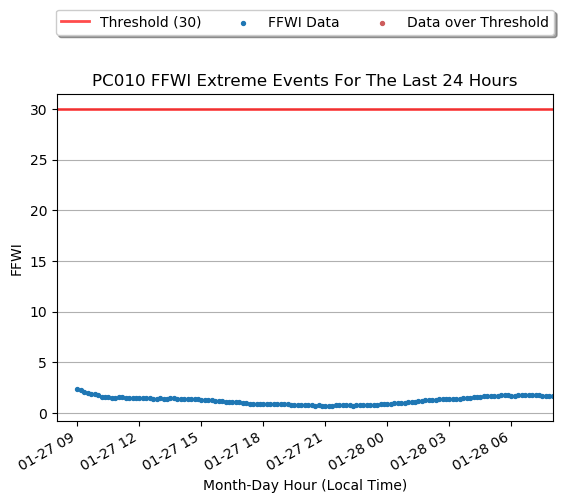 Threshold (30) FFWI Data Data over Threshold
PC010 FFWI Extreme Events For The Last 24 Hours
30
25
20
15
10
5
0
FFWI
01-27 09 01-27 12 01-27 15 01-27 18 01-27 21 01-28 00 01-28 03 01-28 06
Month-Day Hour (Local Time)